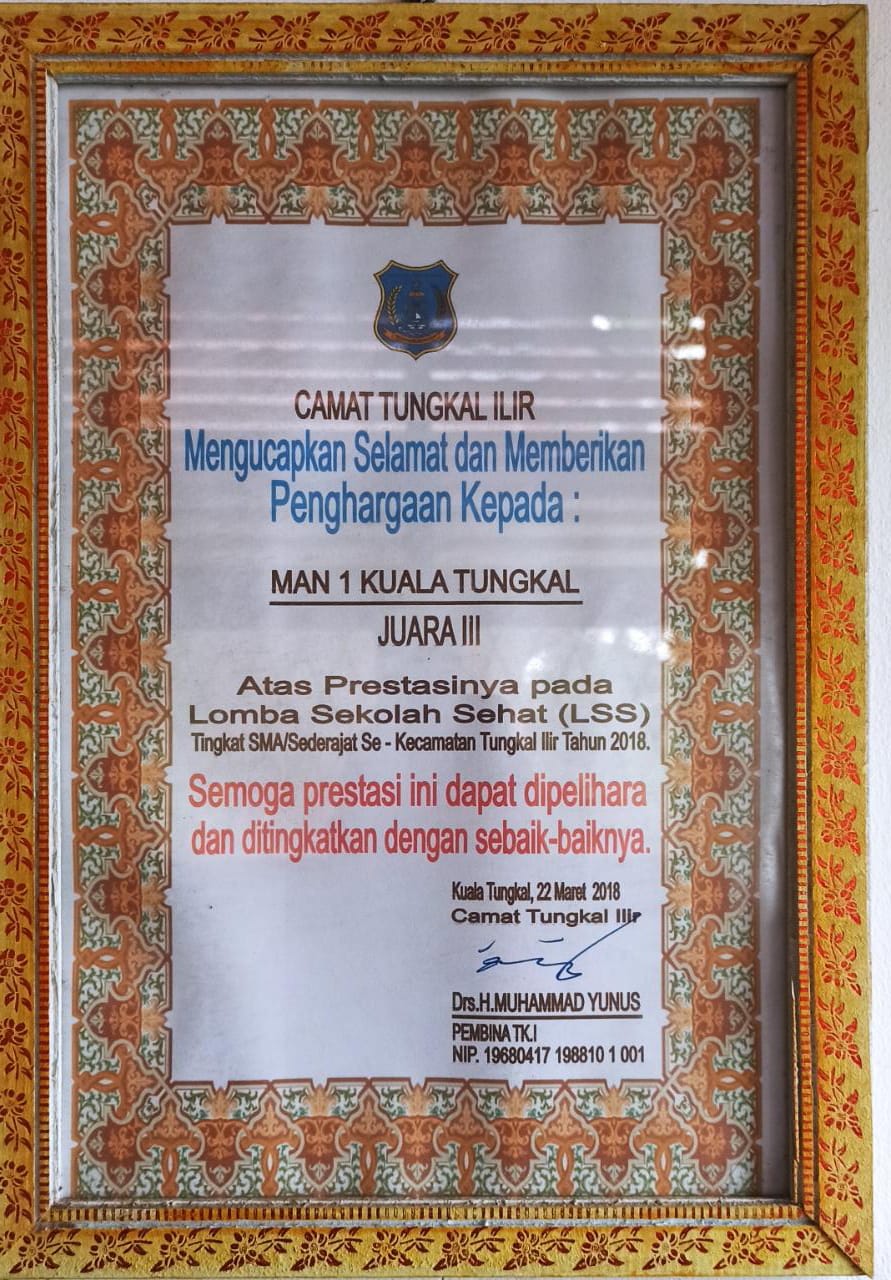 CAMAT TUNGKAL ILIR
Mengucapkan Selamat dan Memberikan
Penghargaan Kepada :
MAN 1 KUALA TUNGKAL
JUARA III
Atas Prestasinya pada
Lomba Sekolah Sehat (LSS)
Tingkat SMA/Sederajat Se - Kecamatan Tungkal Ilir Tahun 2018.
Semoga prestasi ini dapat dipelihara
dan ditingkatkan dengan sebaik-baiknya.
Kuala Tungkal, 22 Maret 2018
Camat Tungkal Ilir
Drs.H.MUHAMMAD YUNUS
PEMBINA TK.I
NIP. 19680417 198810 1 001